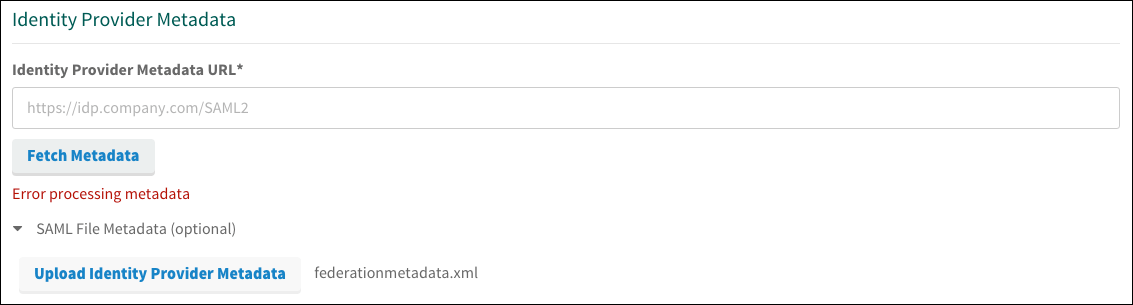 Identity Provider Metadata
Identity Provider Metadata URL*
https://idp.company.com/SAML2
Fetch Metadata
Error processing metadata
SAML File Metadata (optional)
Upload Identity Provider Metadata federationmetadata.xml